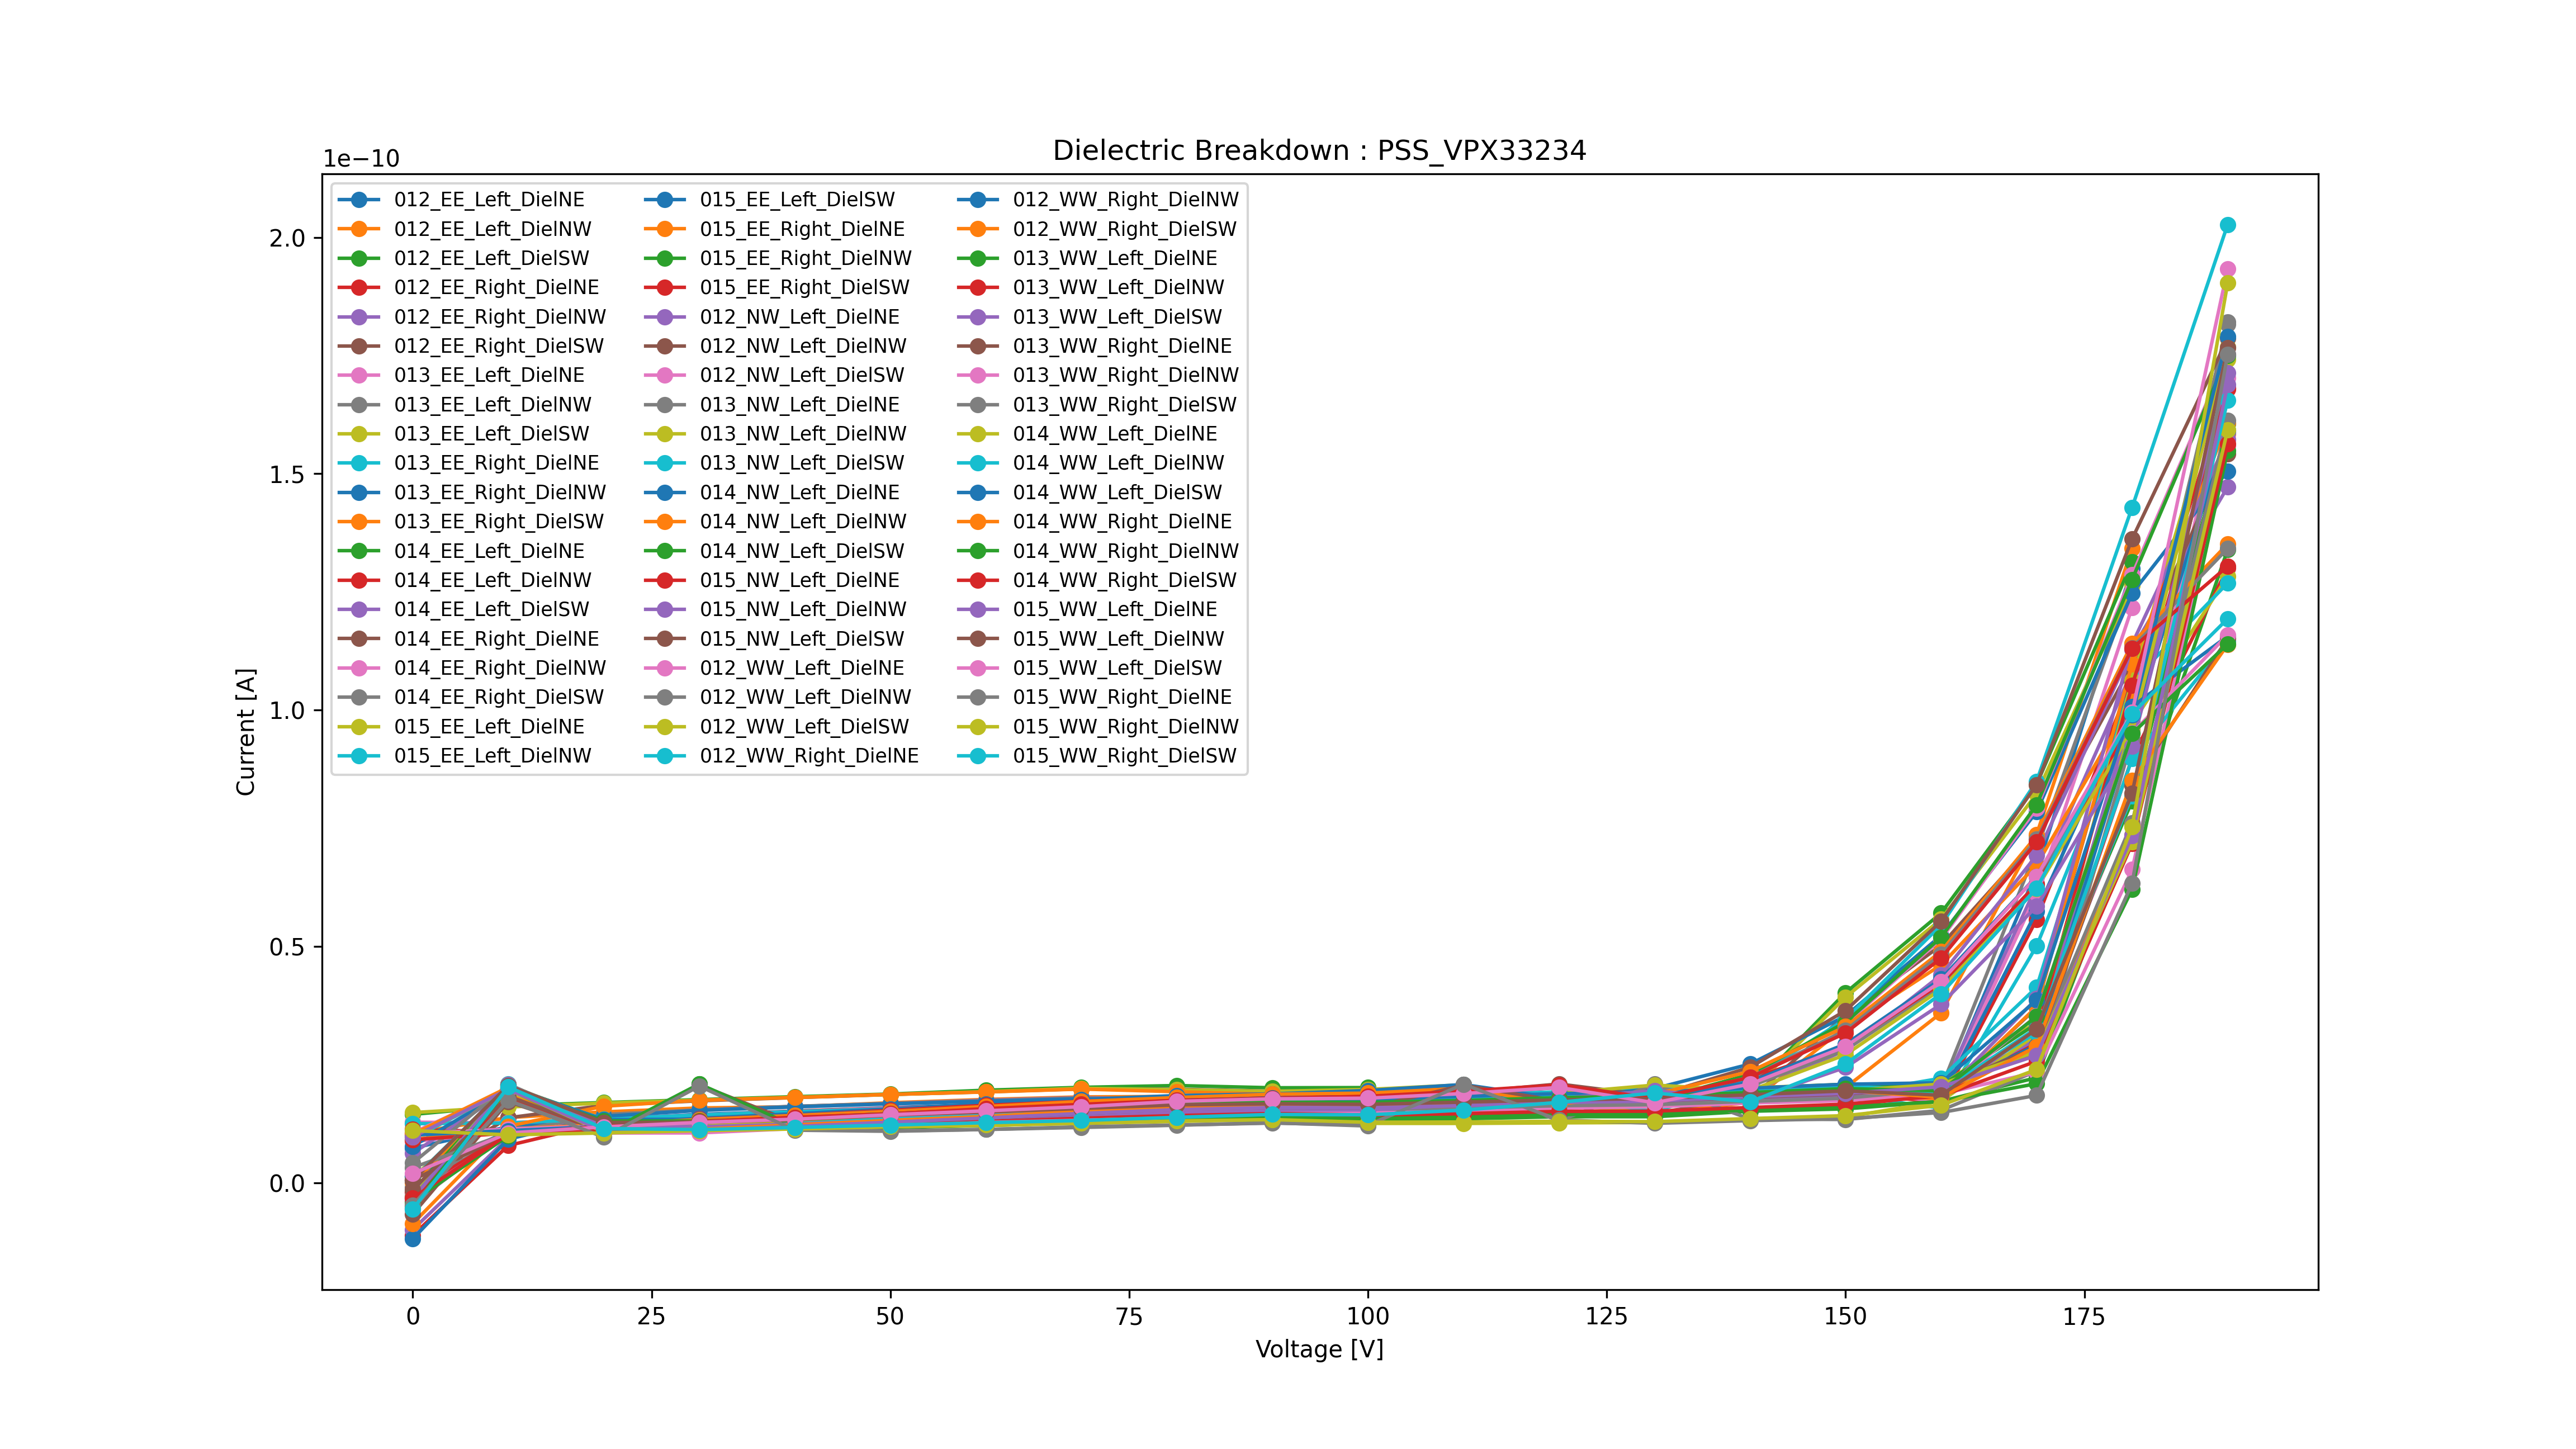 Dielectric Breakdown : PSS_VPX33234
1e−10
2.0
1.5
1.0
0.5
0.0
Current [A]
012_EE_Left_DielNE
012_EE_Left_DielNW
012_EE_Left_DielSW
012_EE_Right_DielNE
012_EE_Right_DielNW
012_EE_Right_DielSW
013_EE_Left_DielNE
013_EE_Left_DielNW
013_EE_Left_DielSW
013_EE_Right_DielNE
013_EE_Right_DielNW
013_EE_Right_DielSW
014_EE_Left_DielNE
014_EE_Left_DielNW
014_EE_Left_DielSW
014_EE_Right_DielNE
014_EE_Right_DielNW
014_EE_Right_DielSW
015_EE_Left_DielNE
015_EE_Left_DielNW
015_EE_Left_DielSW
015_EE_Right_DielNE
015_EE_Right_DielNW
015_EE_Right_DielSW
012_NW_Left_DielNE
012_NW_Left_DielNW
012_NW_Left_DielSW
013_NW_Left_DielNE
013_NW_Left_DielNW
013_NW_Left_DielSW
014_NW_Left_DielNE
014_NW_Left_DielNW
014_NW_Left_DielSW
015_NW_Left_DielNE
015_NW_Left_DielNW
015_NW_Left_DielSW
012_WW_Left_DielNE
012_WW_Left_DielNW
012_WW_Left_DielSW
012_WW_Right_DielNE
012_WW_Right_DielNW
012_WW_Right_DielSW
013_WW_Left_DielNE
013_WW_Left_DielNW
013_WW_Left_DielSW
013_WW_Right_DielNE
013_WW_Right_DielNW
013_WW_Right_DielSW
014_WW_Left_DielNE
014_WW_Left_DielNW
014_WW_Left_DielSW
014_WW_Right_DielNE
014_WW_Right_DielNW
014_WW_Right_DielSW
015_WW_Left_DielNE
015_WW_Left_DielNW
015_WW_Left_DielSW
015_WW_Right_DielNE
015_WW_Right_DielNW
015_WW_Right_DielSW
0 25 50 75 100 125 150 175
Voltage [V]